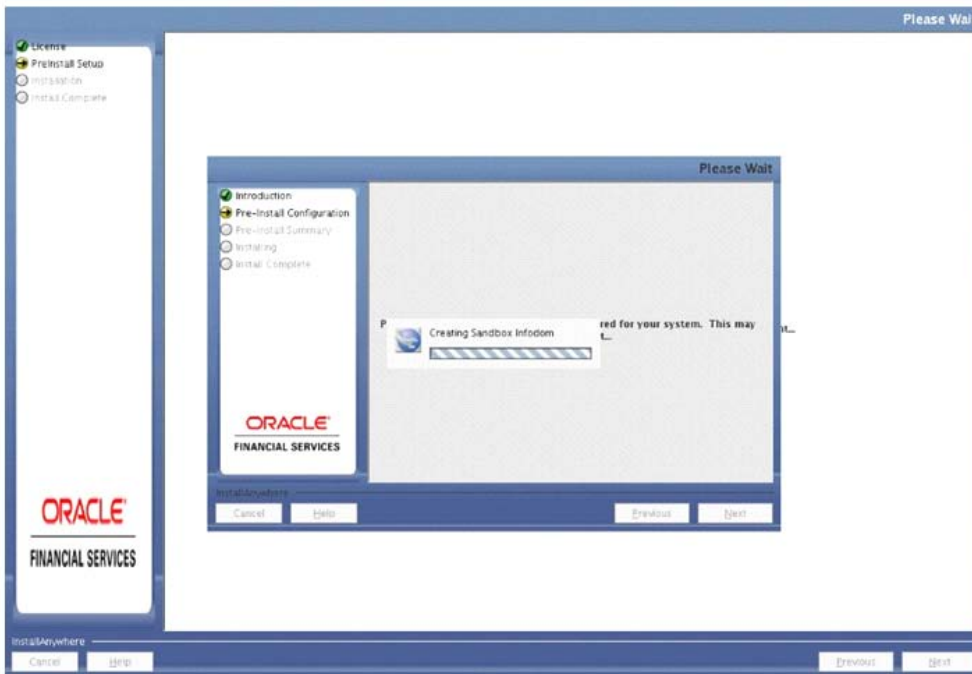 Please Wai
License
PreInstall Setup
Installation
Install Complete
Please Wait
Introduction
Pre-Install Configuration
Pre-Install Summary
Installing
Install Complete
P
red for your system. This may
t...
Creating Sandbox Infodom
ORACLE
FINANCIAL SERVICES
InstallAnywhere
Cancel
Help
Previous
Next
ORACLE
FINANCIAL SERVICES
InstallAnywhere
Cancel
Help
Previous
Next